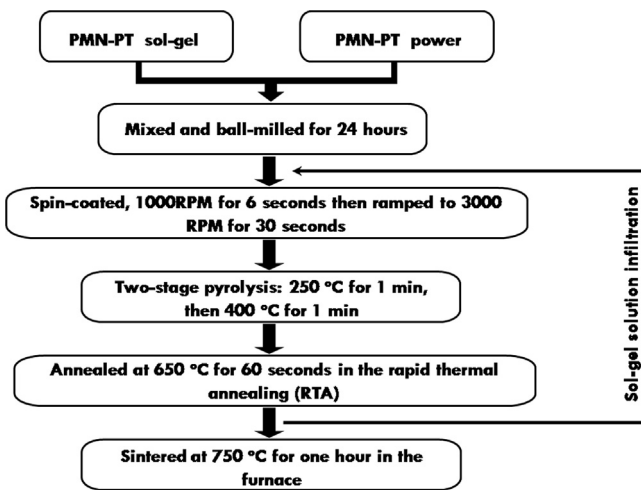 PMN-PT sol-gel
PMN-PT power
Mixed and ball-milled for 24 hours
Spin-coated, 1000RPM for 6 seconds then ramped to 3000
RPM for 30 seconds
Two-stage pyrolysis: 250 °C for 1 min,
then 400 °C for 1 min
Annealed at 650 °C for 60 seconds in the rapid thermal
annealing (RTA)
Sintered at 750 °C for one hour in the
furnace
Sol-gel solution infiltration